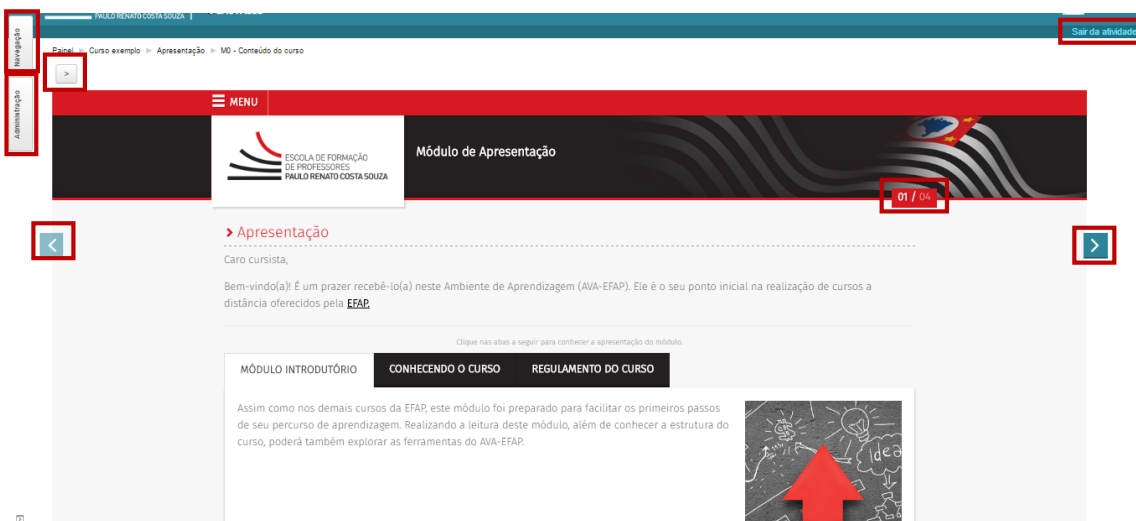 PAULO RENATO COSTA SOUZA
Sair da atividade
Navegação
Painel ► Curso exemplo ► Apresentação ► M0 - Conteúdo do curso
>
Administração
MENU
ESCOLA DE FORMAÇÃO
DE PROFESSORES
PAULO RENATO COSTA SOUZA
Módulo de Apresentação
01 / 04
Apresentação
Caro cursista,
Bem-vindo(a)! É um prazer recebê-lo(a) neste Ambiente de Aprendizagem (AVA-EFAP). Ele é o seu ponto inicial na realização de cursos a
distância oferecidos pela EFAP.
Clique nas abas a seguir para conhecer a apresentação do módulo.
MÓDULO INTRODUTÓRIO CONHECENDO O CURSO REGULAMENTO DO CURSO
Assim como nos demais cursos da EFAP, este módulo foi preparado para facilitar os primeiros passos
de seu percurso de aprendizagem. Realizando a leitura deste módulo, além de conhecer a estrutura do
curso, poderá também explorar as ferramentas do AVA-EFAP.
idea